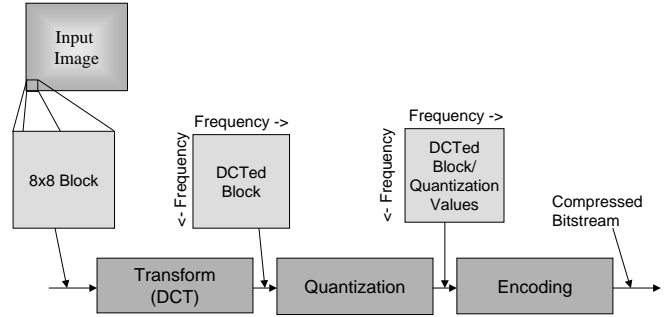 Input
Image
8x8 Block
Frequency ->
<- Frequency
DCTed
Block
Frequency ->
<- Frequency
DCTed
Block/
Quantization
Values
Compressed
Bitstream
Transform
(DCT)
Quantization
Encoding